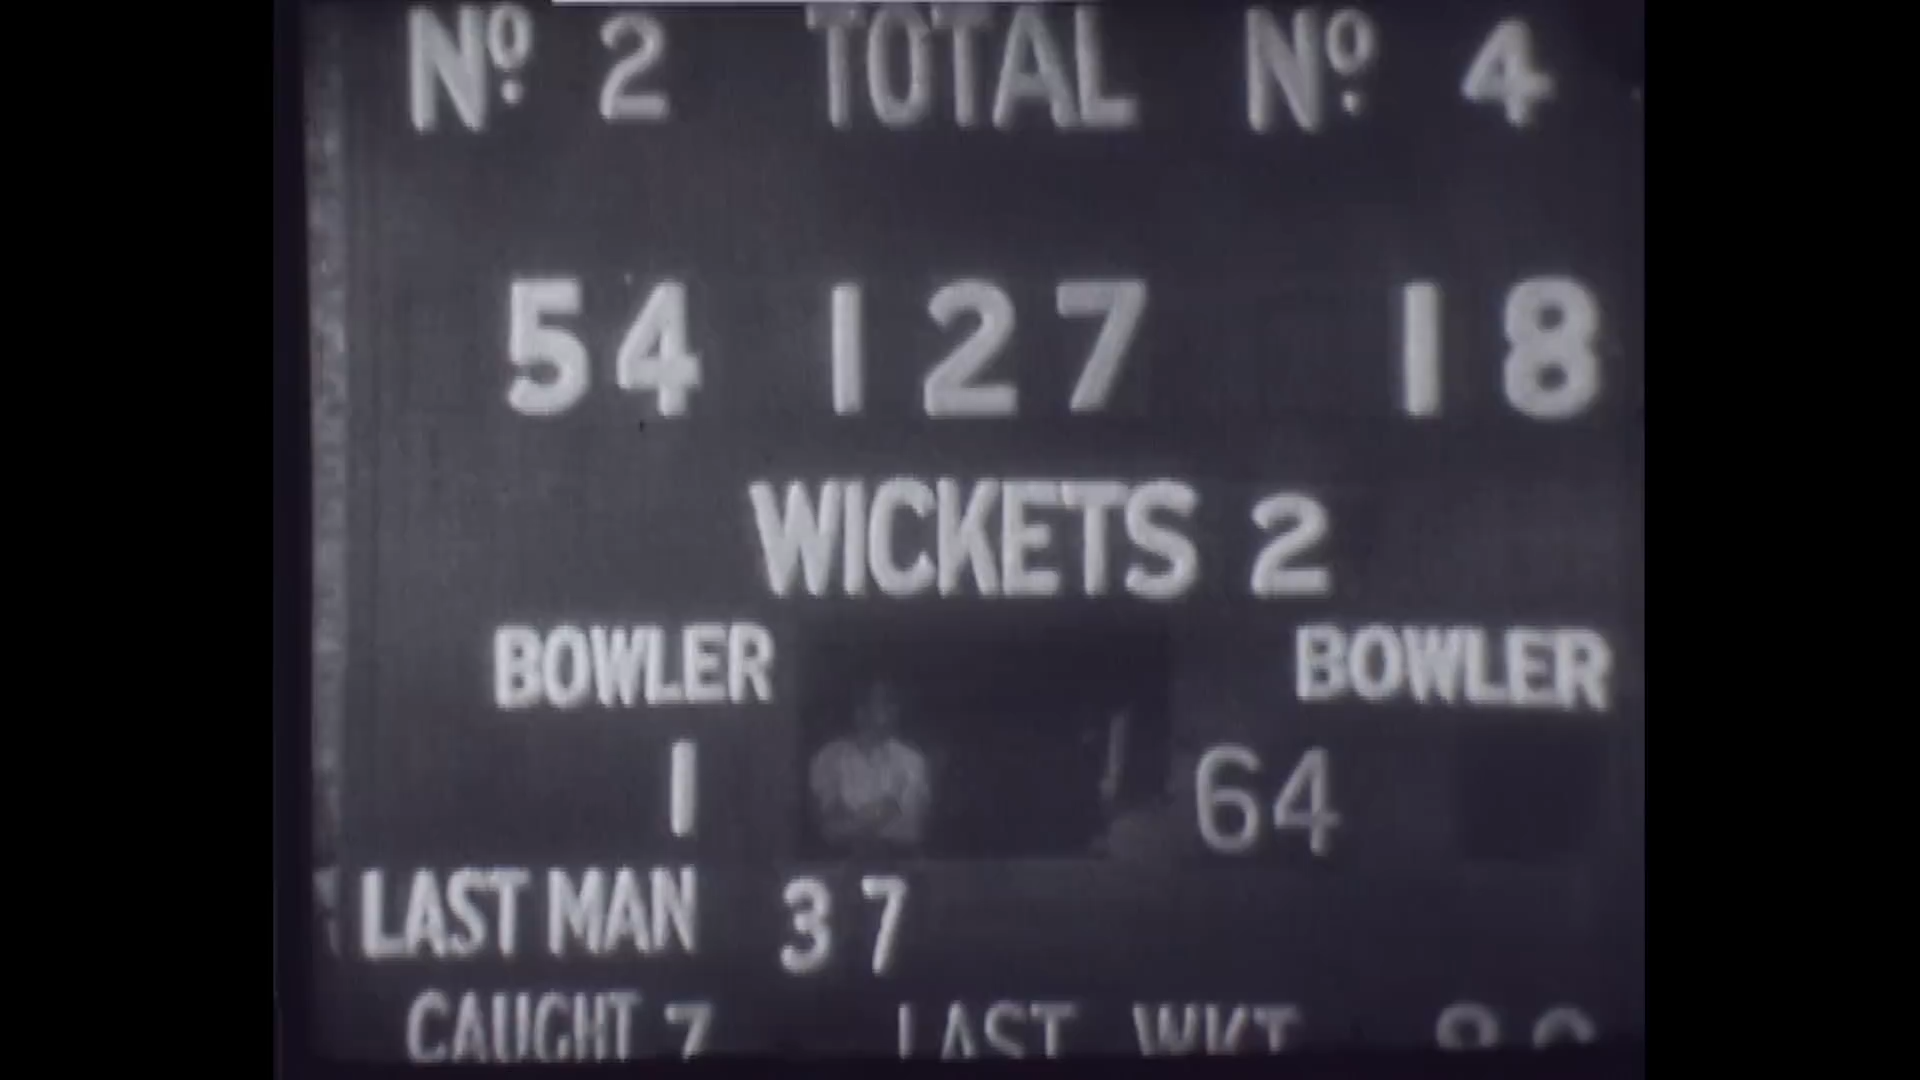 Nº 2 TOTAL Nº 4
54 127 18
WICKETS 2
BOWLER BOWLER
1 64
LAST MAN 37
CAUGHT 7 LAST WKT